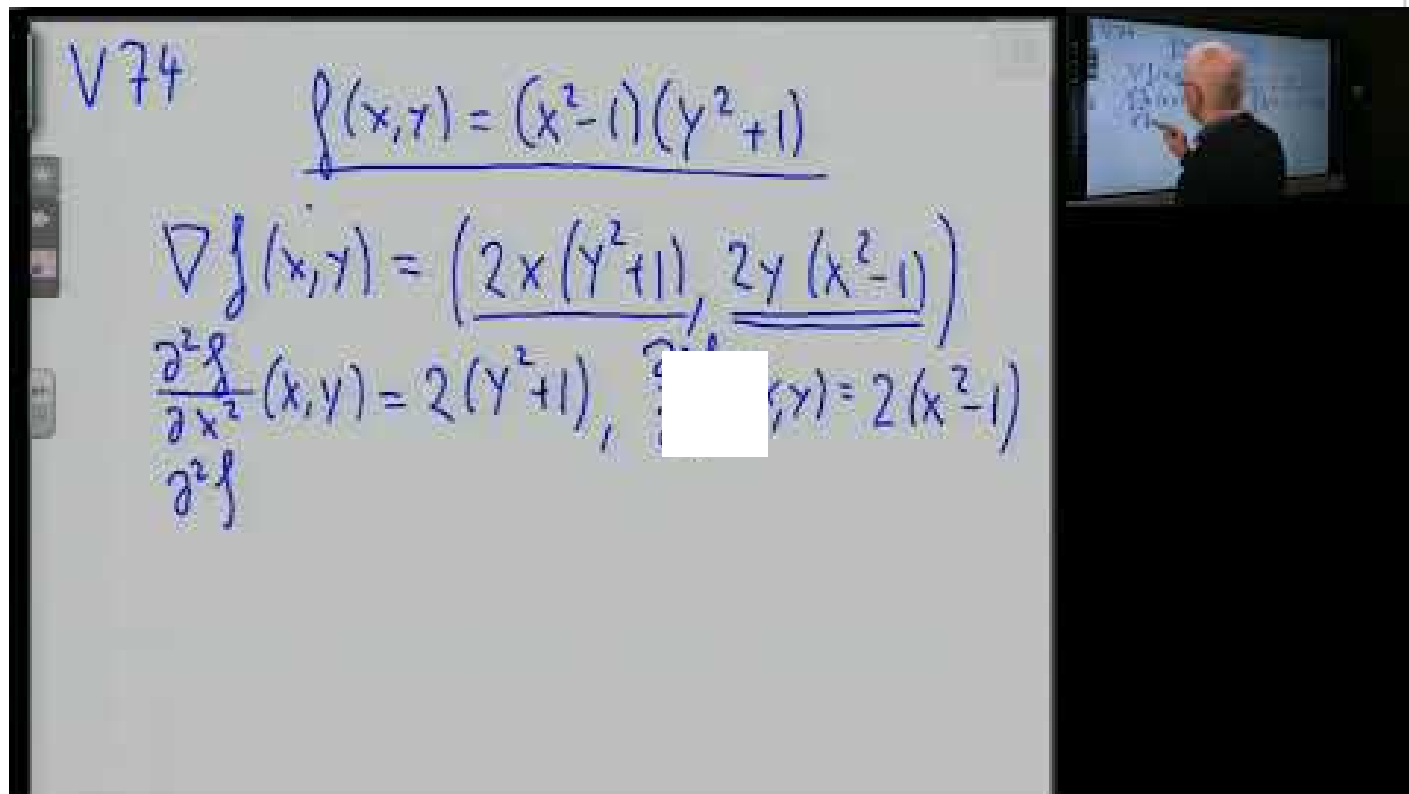 V74
f(x,y) = (x²-1)(y²+1)
∇f(x,y) = (2x(y²+1), 2y(x²-1))
∂²f/∂x² (x,y) = 2(y²+1), ,y) = 2(x²-1)
∂²f